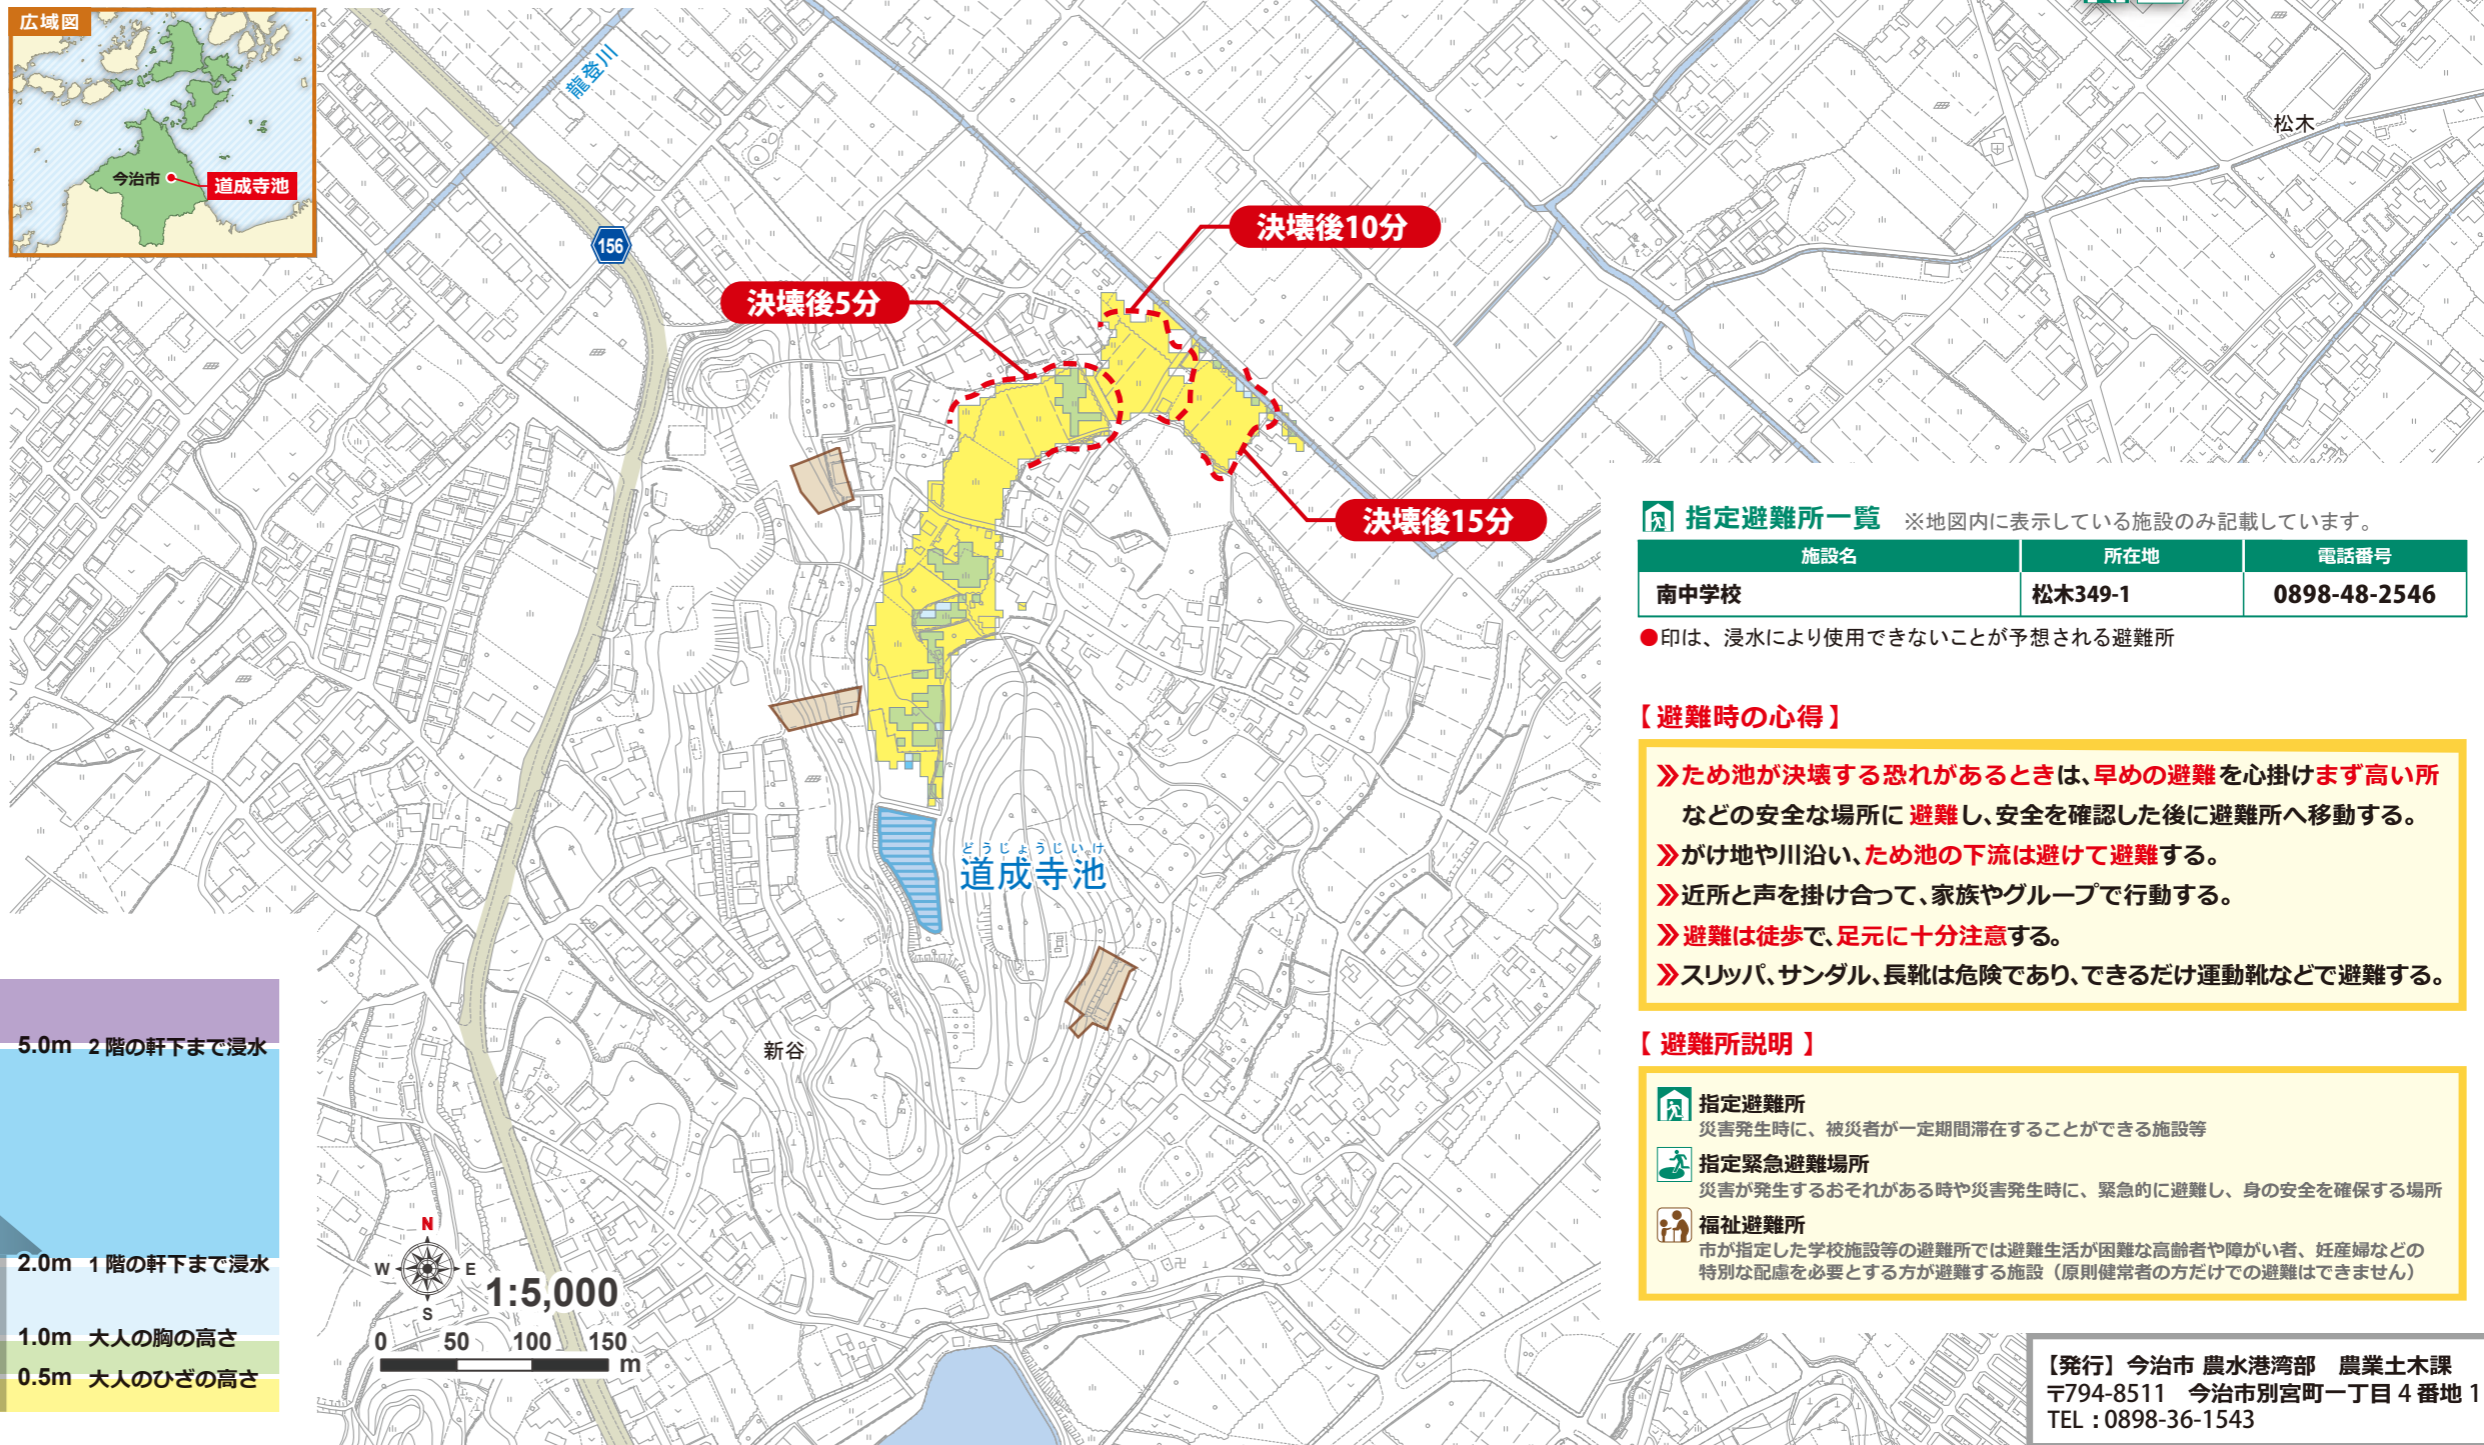 広域図
今治市
道成寺池
龍登川
156
松木
決壊後10分
決壊後5分
決壊後15分
どうじょうじいけ
道成寺池
新谷
指定避難所一覧 ※地図内に表示している施設のみ記載しています。
施設名 所在地 電話番号
南中学校 松木349-1 0898-48-2546
●印は、浸水により使用できないことが予想される避難所
【避難時の心得】
≫ため池が決壊する恐れがあるときは、早めの避難を心掛けまず高い所
などの安全な場所に 避難し、安全を確認した後に避難所へ移動する。
≫がけ地や川沿い、ため池の下流は避けて避難する。
≫近所と声を掛け合って、家族やグループで行動する。
≫避難は徒歩で、足元に十分注意する。
≫スリッパ、サンダル、長靴は危険であり、できるだけ運動靴などで避難する。
【 避難所説明 】
指定避難所
災害発生時に、被災者が一定期間滞在することができる施設等
指定緊急避難場所
災害が発生するおそれがある時や災害発生時に、緊急的に避難し、身の安全を確保する場所
福祉避難所
市が指定した学校施設等の避難所では避難生活が困難な高齢者や障がい者、妊産婦などの
特別な配慮を必要とする方が避難する施設（原則健常者の方だけでの避難はできません）
5.0m 2 階の軒下まで浸水
2.0m 1 階の軒下まで浸水
1.0m 大人の胸の高さ
0.5m 大人のひざの高さ
N
W E
S
1:5,000
0 50 100 150
m
【発行】今治市 農水港湾部 農業土木課
〒794-8511 今治市別宮町一丁目 4 番地 1
TEL：0898-36-1543